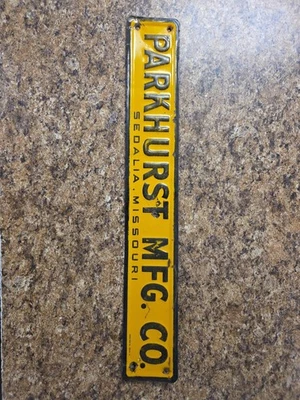 PARKHURST MFG. CO.
SEDALIA, MISSOURI